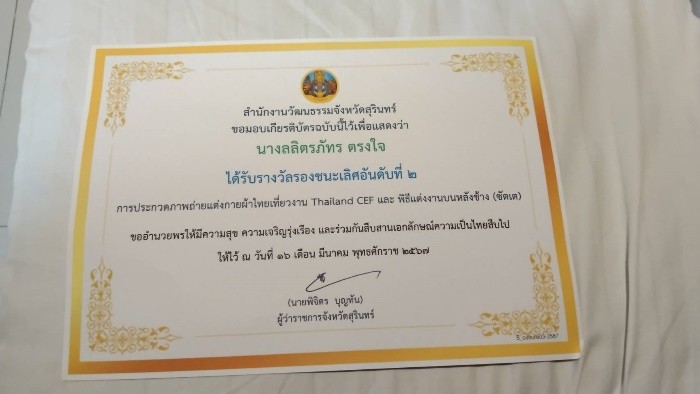 สำนักงานวัฒนธรรมจังหวัดสุรินทร์
ขอมอบเกียรติบัตรฉบับนี้ไว้เพื่อแสดงว่า
นางลลิตรภัทร ตรงใจ
ได้รับรางวัลรองชนะเลิศอันดับที่ ๒
การประกวดภาพถ่ายแต่งกายผ้าไทยเที่ยวงาน Thailand CEF และ พิธีแต่งงานบนหลังช้าง (ซัตเต)
ขออำนวยพรให้มีความสุข ความเจริญรุ่งเรือง และร่วมกันสืบสานเอกลักษณ์ความเป็นไทยสืบไป
ให้ไว้ ณ วันที่ ๑๖ เดือน มีนาคม พุทธศักราช ๒๕๖๗
(นายพิจิตร บุญทัน)
ผู้ว่าราชการจังหวัดสุรินทร์